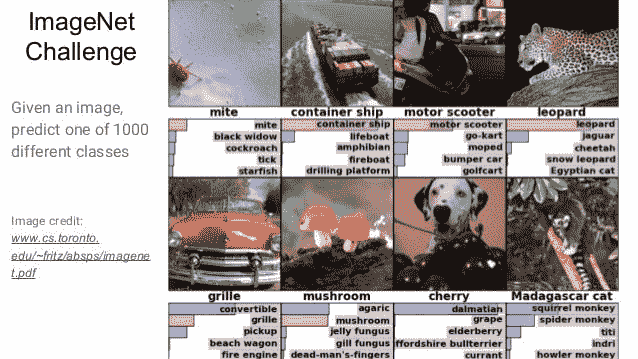 ImageNet
Challenge
Given an image,
predict one of 1000
different classes
Image credit:
www.cs.toronto.
edu/~fritz/absps/imagene
t.pdf
mite
container ship
motor scooter
leopard
mite
black widow
cockroach
tick
starfish
container ship
lifeboat
amphibian
fireboat
drilling platform
motor scooter
go-kart
moped
bumper car
golfcart
leopard
jaguar
cheetah
snow leopard
Egyptian cat
grille
mushroom
cherry
Madagascar cat
convertible
grille
pickup
beach wagon
fire engine
agaric
mushroom
jelly fungus
gill fungus
dead-man's-fingers
dalmatian
grape
elderberry
ffordshire bullterrier
currant
squirrel monkey
spider monkey
titi
indri
howler monkey